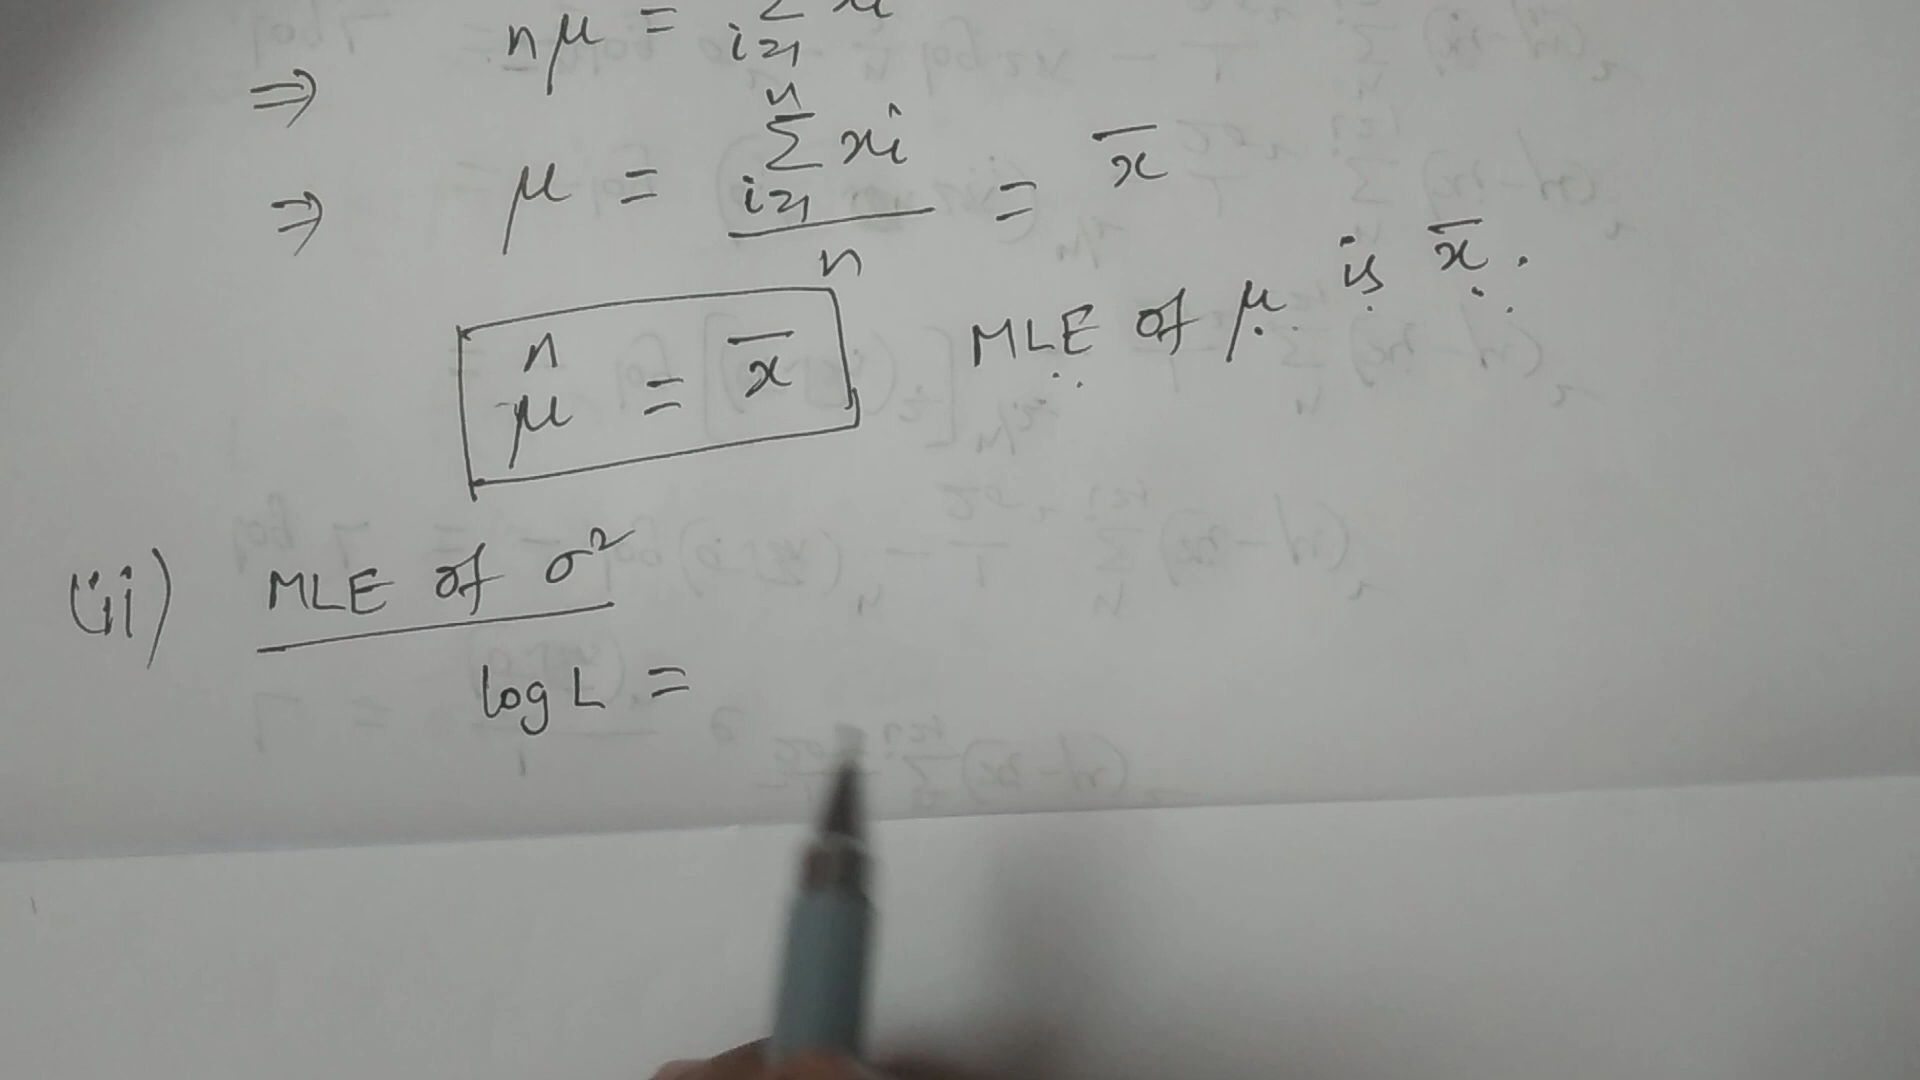 ⇒ nμ = Σ xi i=1
⇒ μ = n Σ xi i=1 / n = x̄
μ̂ = x̄ MLE of μ is x̄.
(ii) MLE of σ²
log L =